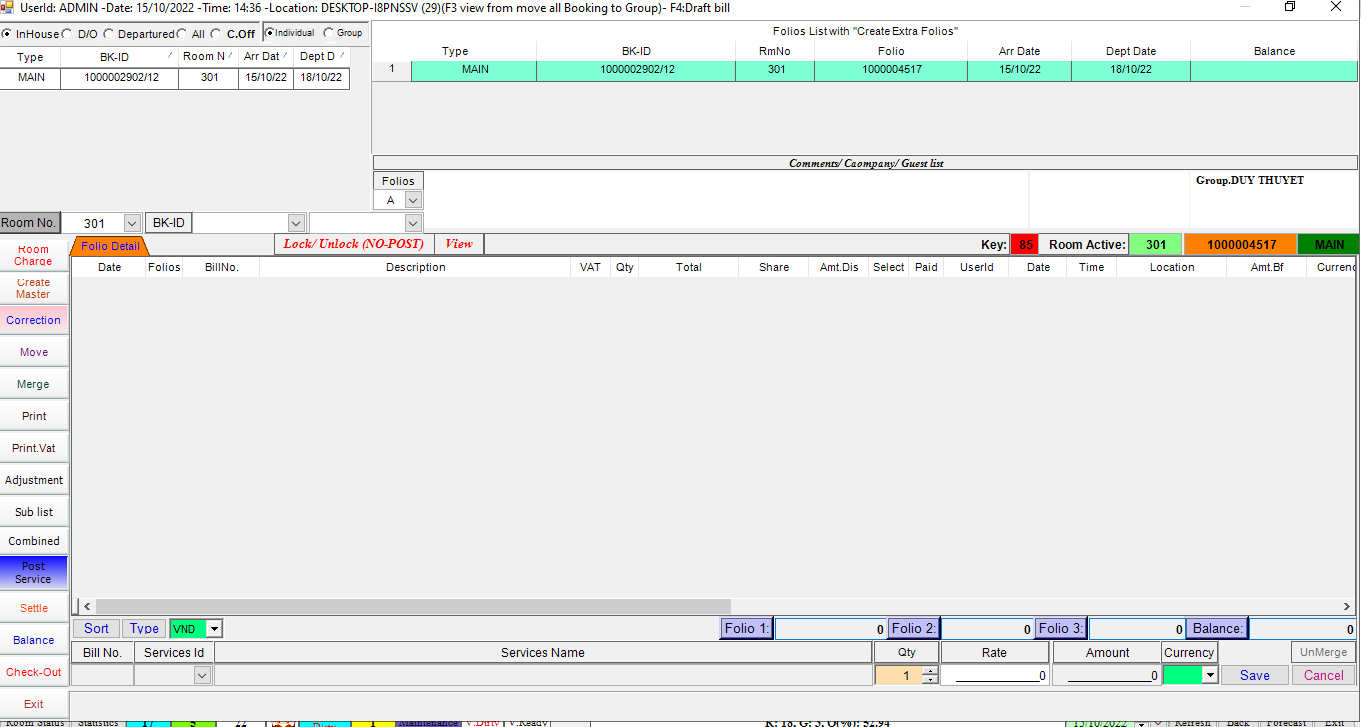 UserId: ADMIN -Date: 15/10/2022 -Time: 14:36 -Location: DESKTOP-I8PNSSV (29)(F3 view from move all Booking to Group)- F4:Draft bill
InHouse D/O Departured All C.Off Individual Group
Folios List with "Create Extra Folios"
Type BK-ID Room N Arr Dat Dept D
MAIN 1000002902/12 301 15/10/22 18/10/22
Type BK-ID RmNo Folio Arr Date Dept Date Balance
1 MAIN 1000002902/12 301 1000004517 15/10/22 18/10/22
Comments/ Caompany/ Guest list
Folios
A
Group.DUY THUYET
Room No. 301 BK-ID
Folio Detail Lock/ Unlock (NO-POST) View Key: 85 Room Active: 301 1000004517 MAIN
Date Folios BillNo. Description VAT Qty Total Share Amt.Dis Select Paid UserId Date Time Location Amt.Bf Currenc
Room
Charge
Create
Master
Correction
Move
Merge
Print
Print.Vat
Adjustment
Sub list
Combined
Post
Service
Settle
Balance
Check-Out
Exit
Sort Type VND Folio 1: 0 Folio 2: 0 Folio 3: 0 Balance: 0
Bill No. Services Id Services Name Qty Rate Amount Currency UnMerge
1 0 0 Save Cancel
Room Status Statistics 17 5 22 Dirty 1 Maintenance V.Dirty V.Ready K: 18, G: 3, O(%): 52.94 15/10/2022 Refresh Back Forecast Exit